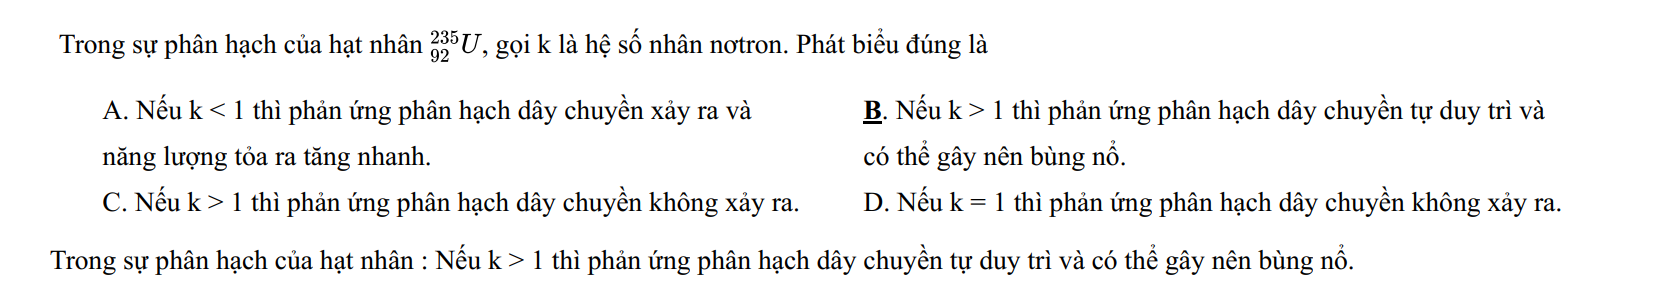 Trong sự phân hạch của hạt nhân $^{235}_{92}U$, gọi k là hệ số nhân nơtron. Phát biểu đúng là
A. Nếu k < 1 thì phản ứng phân hạch dây chuyền xảy ra và
năng lượng tỏa ra tăng nhanh.
B. Nếu k > 1 thì phản ứng phân hạch dây chuyền tự duy trì và
có thể gây nên bùng nổ.
C. Nếu k > 1 thì phản ứng phân hạch dây chuyền không xảy ra.
D. Nếu k = 1 thì phản ứng phân hạch dây chuyền không xảy ra.
Trong sự phân hạch của hạt nhân : Nếu k > 1 thì phản ứng phân hạch dây chuyền tự duy trì và có thể gây nên bùng nổ.